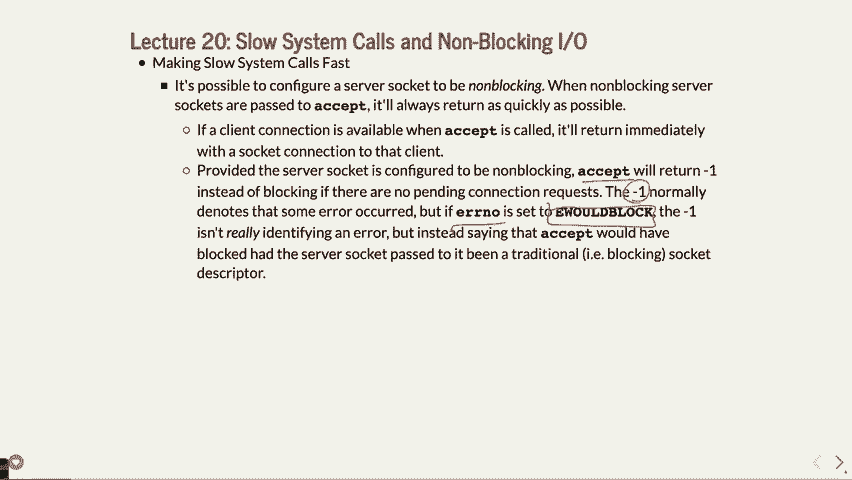 Lecture 20: Slow System Calls and Non-Blocking I/O
Making Slow System Calls Fast
It's possible to configure a server socket to be nonblocking. When nonblocking server
sockets are passed to accept, it'll always return as quickly as possible.
If a client connection is available when accept is called, it'll return immediately
with a socket connection to that client.
Provided the server socket is configured to be nonblocking, accept will return -1
instead of blocking if there are no pending connection requests. The -1 normally
denotes that some error occurred, but if errno is set to EWOULDBLOCK, the -1
isn't really identifying an error, but instead saying that accept would have
blocked had the server socket passed to it been a traditional (i.e. blocking) socket
descriptor.